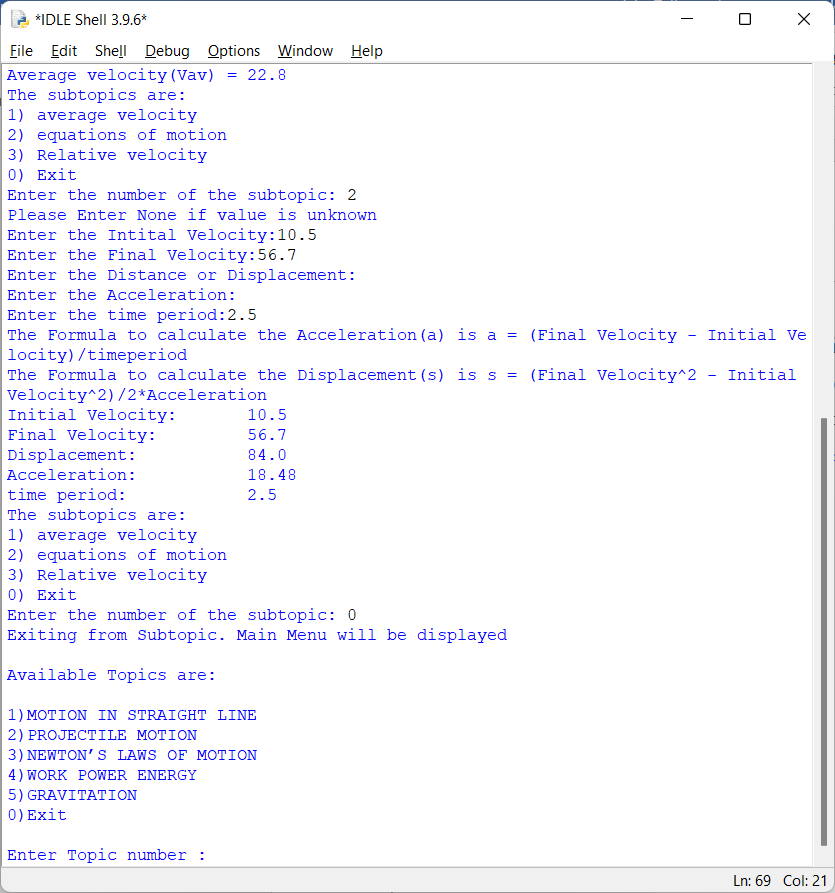 *IDLE Shell 3.9.6*
File Edit Shell Debug Options Window Help
Average velocity(Vav) = 22.8
The subtopics are:
1) average velocity
2) equations of motion
3) Relative velocity
0) Exit
Enter the number of the subtopic: 2
Please Enter None if value is unknown
Enter the Intital Velocity:10.5
Enter the Final Velocity:56.7
Enter the Distance or Displacement:
Enter the Acceleration:
Enter the time period:2.5
The Formula to calculate the Acceleration(a) is a = (Final Velocity - Initial Ve
locity)/timeperiod
The Formula to calculate the Displacement(s) is s = (Final Velocity^2 - Initial
Velocity^2)/2*Acceleration
Initial Velocity: 10.5
Final Velocity: 56.7
Displacement: 84.0
Acceleration: 18.48
time period: 2.5
The subtopics are:
1) average velocity
2) equations of motion
3) Relative velocity
0) Exit
Enter the number of the subtopic: 0
Exiting from Subtopic. Main Menu will be displayed
Available Topics are:
1)MOTION IN STRAIGHT LINE
2)PROJECTILE MOTION
3)NEWTON’S LAWS OF MOTION
4)WORK POWER ENERGY
5)GRAVITATION
0)Exit
Enter Topic number :
Ln: 69 Col: 21